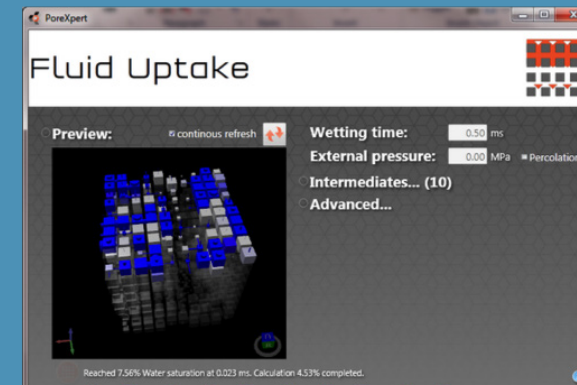 PoreXpert
Fluid Uptake
Preview:
continous refresh
Wetting time:
0.50 ms
External pressure:
0.00 MPa
Percolation
Intermediates... (10)
Advanced...
Reached 7.56% Water saturation at 0.023 ms. Calculation 4.53% completed.